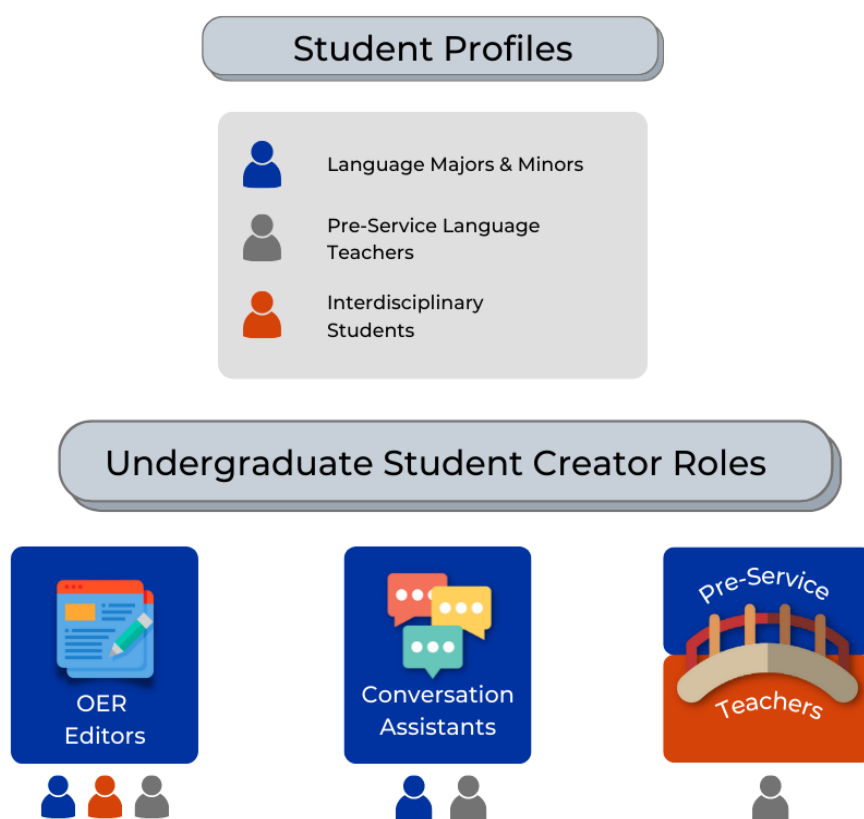 Student Profiles
Language Majors & Minors
Pre-Service Language
Teachers
Interdisciplinary
Students
Undergraduate Student Creator Roles
OER
Editors
Conversation
Assistants
Pre-Service
Teachers